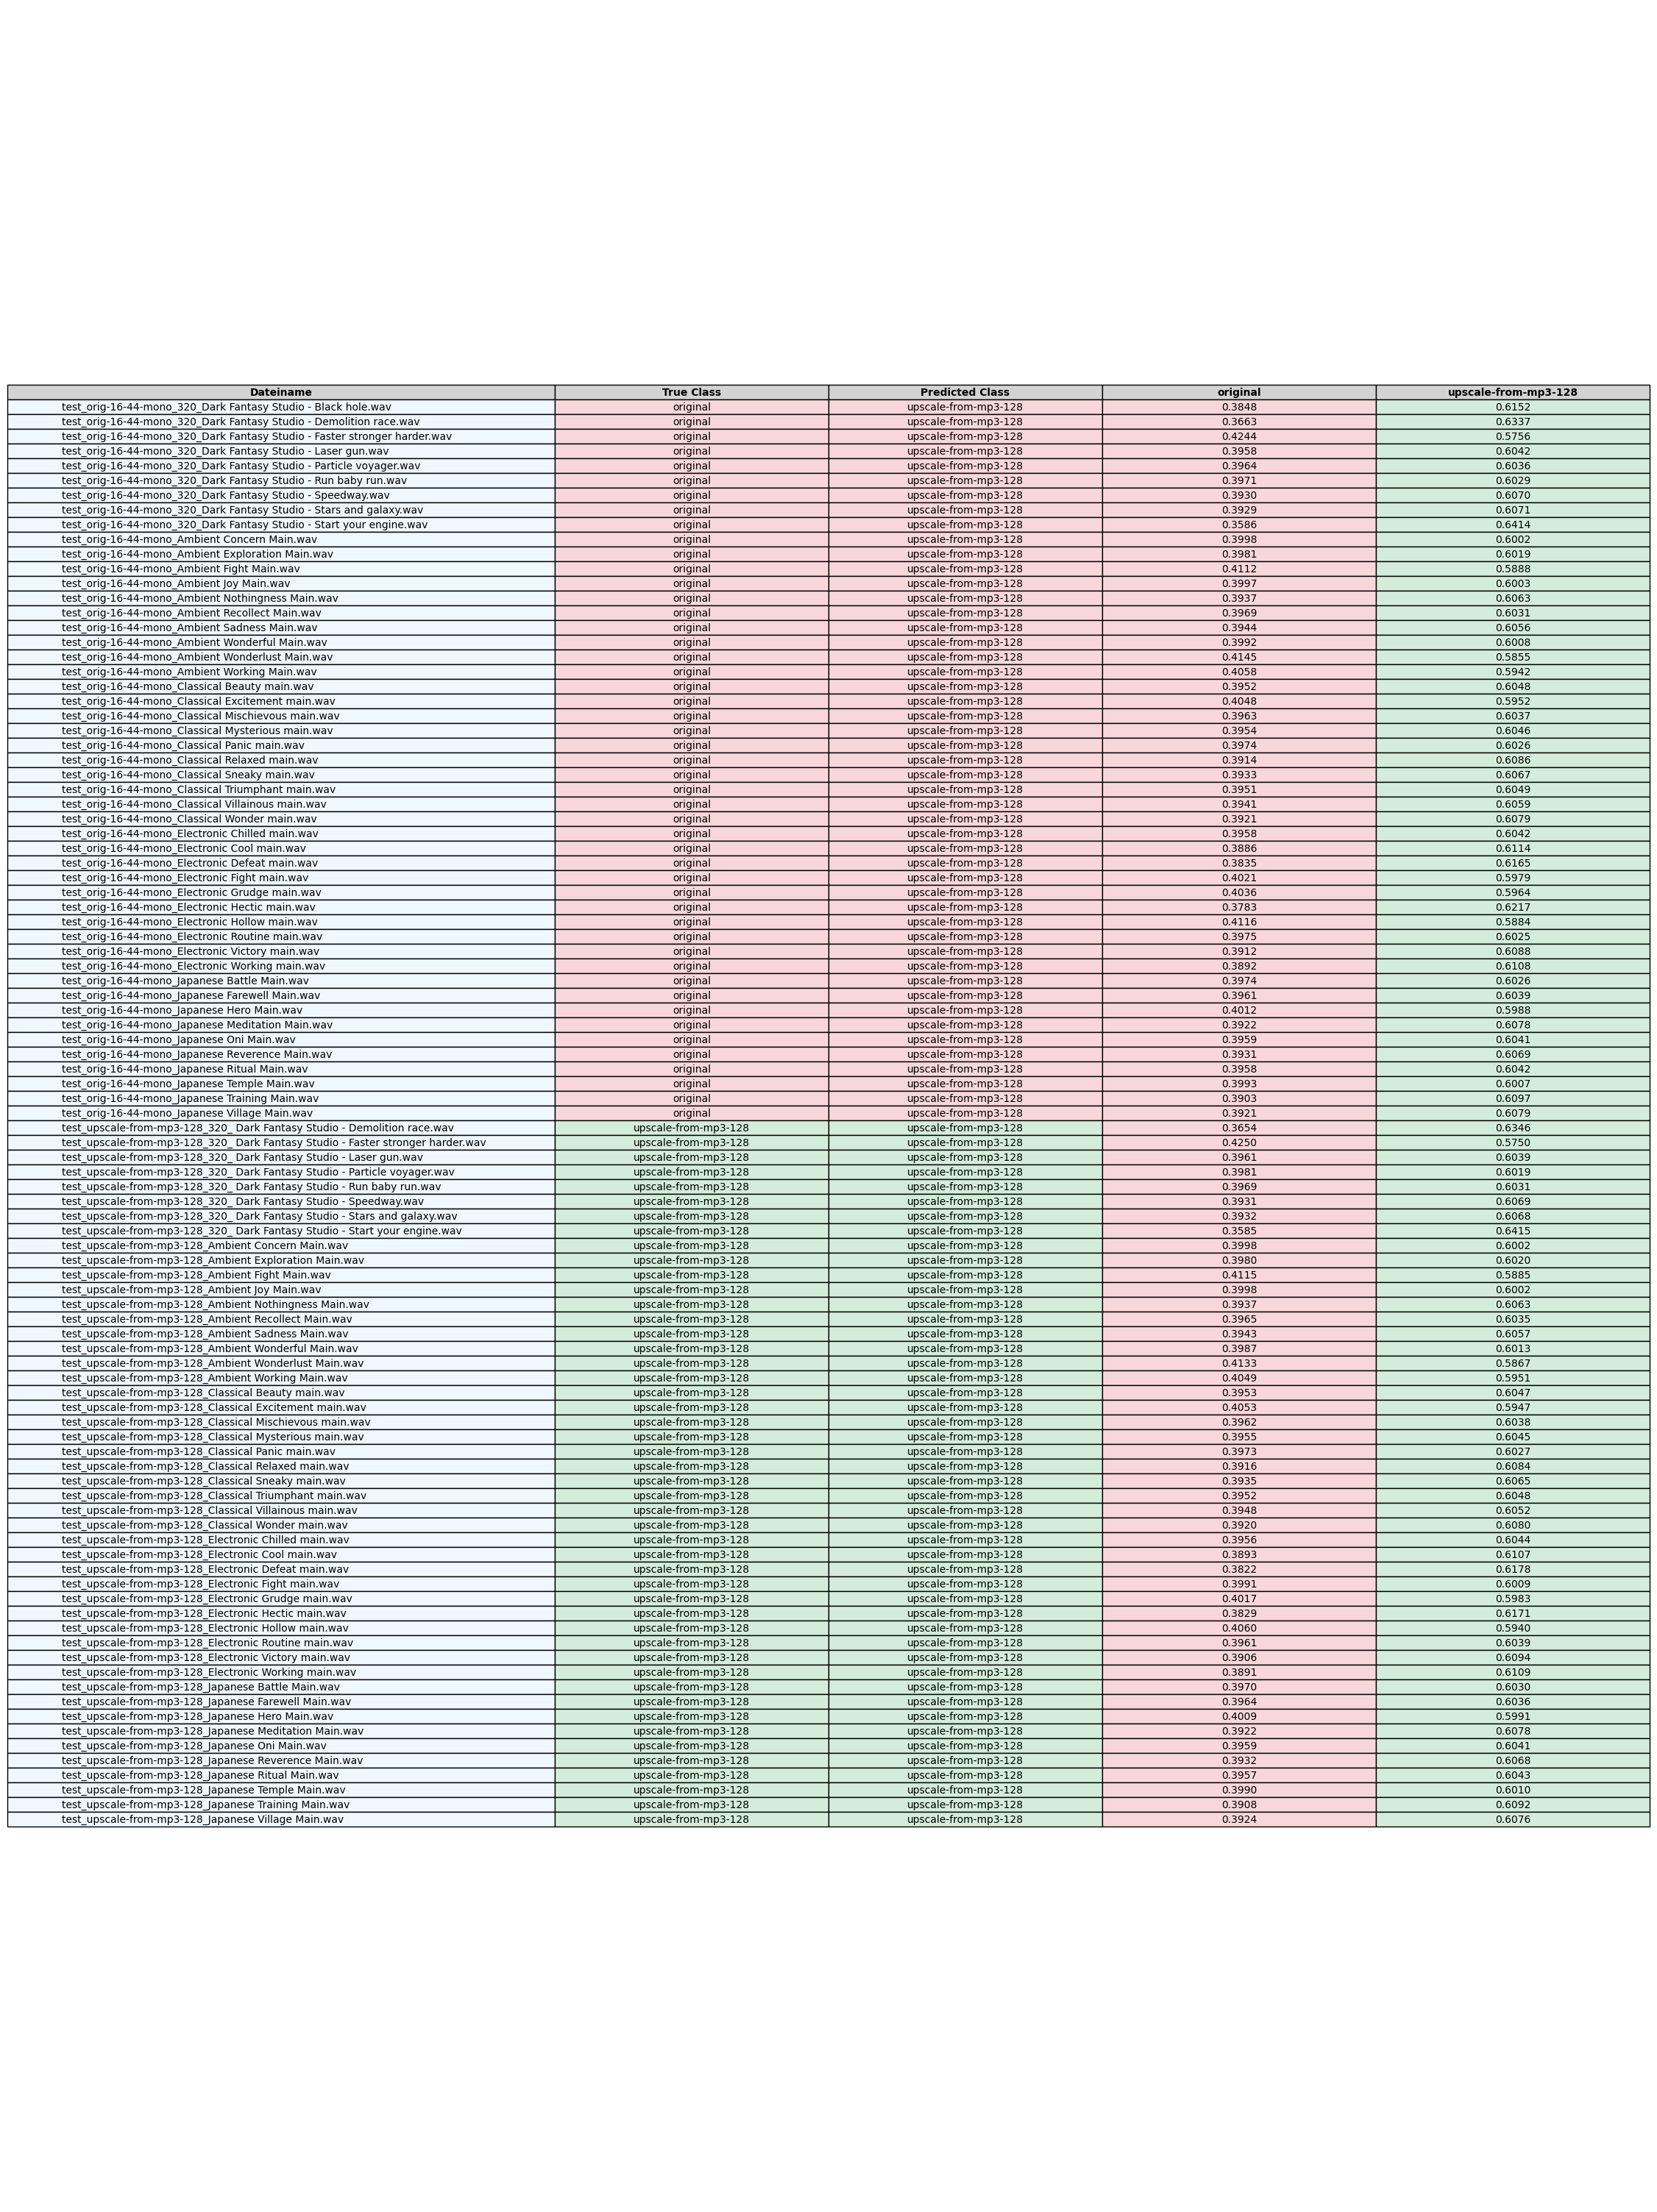 Dateiname True Class Predicted Class original upscale-from-mp3-128
test_orig-16-44-mono_320_Dark Fantasy Studio - Black hole.wav original upscale-from-mp3-128 0.3848 0.6152
test_orig-16-44-mono_320_Dark Fantasy Studio - Demolition race.wav original upscale-from-mp3-128 0.3663 0.6337
test_orig-16-44-mono_320_Dark Fantasy Studio - Faster stronger harder.wav original upscale-from-mp3-128 0.4244 0.5756
test_orig-16-44-mono_320_Dark Fantasy Studio - Laser gun.wav original upscale-from-mp3-128 0.3958 0.6042
test_orig-16-44-mono_320_Dark Fantasy Studio - Particle voyager.wav original upscale-from-mp3-128 0.3964 0.6036
test_orig-16-44-mono_320_Dark Fantasy Studio - Run baby run.wav original upscale-from-mp3-128 0.3971 0.6029
test_orig-16-44-mono_320_Dark Fantasy Studio - Speedway.wav original upscale-from-mp3-128 0.3930 0.6070
test_orig-16-44-mono_320_Dark Fantasy Studio - Stars and galaxy.wav original upscale-from-mp3-128 0.3929 0.6071
test_orig-16-44-mono_320_Dark Fantasy Studio - Start your engine.wav original upscale-from-mp3-128 0.3586 0.6414
test_orig-16-44-mono_Ambient Concern Main.wav original upscale-from-mp3-128 0.3998 0.6002
test_orig-16-44-mono_Ambient Exploration Main.wav original upscale-from-mp3-128 0.3981 0.6019
test_orig-16-44-mono_Ambient Fight Main.wav original upscale-from-mp3-128 0.4112 0.5888
test_orig-16-44-mono_Ambient Joy Main.wav original upscale-from-mp3-128 0.3997 0.6003
test_orig-16-44-mono_Ambient Nothingness Main.wav original upscale-from-mp3-128 0.3937 0.6063
test_orig-16-44-mono_Ambient Recollect Main.wav original upscale-from-mp3-128 0.3969 0.6031
test_orig-16-44-mono_Ambient Sadness Main.wav original upscale-from-mp3-128 0.3944 0.6056
test_orig-16-44-mono_Ambient Wonderful Main.wav original upscale-from-mp3-128 0.3992 0.6008
test_orig-16-44-mono_Ambient Wonderlust Main.wav original upscale-from-mp3-128 0.4145 0.5855
test_orig-16-44-mono_Ambient Working Main.wav original upscale-from-mp3-128 0.4058 0.5942
test_orig-16-44-mono_Classical Beauty main.wav original upscale-from-mp3-128 0.3952 0.6048
test_orig-16-44-mono_Classical Excitement main.wav original upscale-from-mp3-128 0.4048 0.5952
test_orig-16-44-mono_Classical Mischievous main.wav original upscale-from-mp3-128 0.3963 0.6037
test_orig-16-44-mono_Classical Mysterious main.wav original upscale-from-mp3-128 0.3954 0.6046
test_orig-16-44-mono_Classical Panic main.wav original upscale-from-mp3-128 0.3974 0.6026
test_orig-16-44-mono_Classical Relaxed main.wav original upscale-from-mp3-128 0.3914 0.6086
test_orig-16-44-mono_Classical Sneaky main.wav original upscale-from-mp3-128 0.3933 0.6067
test_orig-16-44-mono_Classical Triumphant main.wav original upscale-from-mp3-128 0.3951 0.6049
test_orig-16-44-mono_Classical Villainous main.wav original upscale-from-mp3-128 0.3941 0.6059
test_orig-16-44-mono_Classical Wonder main.wav original upscale-from-mp3-128 0.3921 0.6079
test_orig-16-44-mono_Electronic Chilled main.wav original upscale-from-mp3-128 0.3958 0.6042
test_orig-16-44-mono_Electronic Cool main.wav original upscale-from-mp3-128 0.3886 0.6114
test_orig-16-44-mono_Electronic Defeat main.wav original upscale-from-mp3-128 0.3835 0.6165
test_orig-16-44-mono_Electronic Fight main.wav original upscale-from-mp3-128 0.4021 0.5979
test_orig-16-44-mono_Electronic Grudge main.wav original upscale-from-mp3-128 0.4036 0.5964
test_orig-16-44-mono_Electronic Hectic main.wav original upscale-from-mp3-128 0.3783 0.6217
test_orig-16-44-mono_Electronic Hollow main.wav original upscale-from-mp3-128 0.4116 0.5884
test_orig-16-44-mono_Electronic Routine main.wav original upscale-from-mp3-128 0.3975 0.6025
test_orig-16-44-mono_Electronic Victory main.wav original upscale-from-mp3-128 0.3912 0.6088
test_orig-16-44-mono_Electronic Working main.wav original upscale-from-mp3-128 0.3892 0.6108
test_orig-16-44-mono_Japanese Battle Main.wav original upscale-from-mp3-128 0.3974 0.6026
test_orig-16-44-mono_Japanese Farewell Main.wav original upscale-from-mp3-128 0.3961 0.6039
test_orig-16-44-mono_Japanese Hero Main.wav original upscale-from-mp3-128 0.4012 0.5988
test_orig-16-44-mono_Japanese Meditation Main.wav original upscale-from-mp3-128 0.3922 0.6078
test_orig-16-44-mono_Japanese Oni Main.wav original upscale-from-mp3-128 0.3959 0.6041
test_orig-16-44-mono_Japanese Reverence Main.wav original upscale-from-mp3-128 0.3931 0.6069
test_orig-16-44-mono_Japanese Ritual Main.wav original upscale-from-mp3-128 0.3958 0.6042
test_orig-16-44-mono_Japanese Temple Main.wav original upscale-from-mp3-128 0.3993 0.6007
test_orig-16-44-mono_Japanese Training Main.wav original upscale-from-mp3-128 0.3903 0.6097
test_orig-16-44-mono_Japanese Village Main.wav original upscale-from-mp3-128 0.3921 0.6079
test_upscale-from-mp3-128_320_ Dark Fantasy Studio - Demolition race.wav upscale-from-mp3-128 upscale-from-mp3-128 0.3654 0.6346
test_upscale-from-mp3-128_320_ Dark Fantasy Studio - Faster stronger harder.wav upscale-from-mp3-128 upscale-from-mp3-128 0.4250 0.5750
test_upscale-from-mp3-128_320_ Dark Fantasy Studio - Laser gun.wav upscale-from-mp3-128 upscale-from-mp3-128 0.3961 0.6039
test_upscale-from-mp3-128_320_ Dark Fantasy Studio - Particle voyager.wav upscale-from-mp3-128 upscale-from-mp3-128 0.3981 0.6019
test_upscale-from-mp3-128_320_ Dark Fantasy Studio - Run baby run.wav upscale-from-mp3-128 upscale-from-mp3-128 0.3969 0.6031
test_upscale-from-mp3-128_320_ Dark Fantasy Studio - Speedway.wav upscale-from-mp3-128 upscale-from-mp3-128 0.3931 0.6069
test_upscale-from-mp3-128_320_ Dark Fantasy Studio - Stars and galaxy.wav upscale-from-mp3-128 upscale-from-mp3-128 0.3932 0.6068
test_upscale-from-mp3-128_320_ Dark Fantasy Studio - Start your engine.wav upscale-from-mp3-128 upscale-from-mp3-128 0.3585 0.6415
test_upscale-from-mp3-128_Ambient Concern Main.wav upscale-from-mp3-128 upscale-from-mp3-128 0.3998 0.6002
test_upscale-from-mp3-128_Ambient Exploration Main.wav upscale-from-mp3-128 upscale-from-mp3-128 0.3980 0.6020
test_upscale-from-mp3-128_Ambient Fight Main.wav upscale-from-mp3-128 upscale-from-mp3-128 0.4115 0.5885
test_upscale-from-mp3-128_Ambient Joy Main.wav upscale-from-mp3-128 upscale-from-mp3-128 0.3998 0.6002
test_upscale-from-mp3-128_Ambient Nothingness Main.wav upscale-from-mp3-128 upscale-from-mp3-128 0.3937 0.6063
test_upscale-from-mp3-128_Ambient Recollect Main.wav upscale-from-mp3-128 upscale-from-mp3-128 0.3965 0.6035
test_upscale-from-mp3-128_Ambient Sadness Main.wav upscale-from-mp3-128 upscale-from-mp3-128 0.3943 0.6057
test_upscale-from-mp3-128_Ambient Wonderful Main.wav upscale-from-mp3-128 upscale-from-mp3-128 0.3987 0.6013
test_upscale-from-mp3-128_Ambient Wonderlust Main.wav upscale-from-mp3-128 upscale-from-mp3-128 0.4133 0.5867
test_upscale-from-mp3-128_Ambient Working Main.wav upscale-from-mp3-128 upscale-from-mp3-128 0.4049 0.5951
test_upscale-from-mp3-128_Classical Beauty main.wav upscale-from-mp3-128 upscale-from-mp3-128 0.3953 0.6047
test_upscale-from-mp3-128_Classical Excitement main.wav upscale-from-mp3-128 upscale-from-mp3-128 0.4053 0.5947
test_upscale-from-mp3-128_Classical Mischievous main.wav upscale-from-mp3-128 upscale-from-mp3-128 0.3962 0.6038
test_upscale-from-mp3-128_Classical Mysterious main.wav upscale-from-mp3-128 upscale-from-mp3-128 0.3955 0.6045
test_upscale-from-mp3-128_Classical Panic main.wav upscale-from-mp3-128 upscale-from-mp3-128 0.3973 0.6027
test_upscale-from-mp3-128_Classical Relaxed main.wav upscale-from-mp3-128 upscale-from-mp3-128 0.3916 0.6084
test_upscale-from-mp3-128_Classical Sneaky main.wav upscale-from-mp3-128 upscale-from-mp3-128 0.3935 0.6065
test_upscale-from-mp3-128_Classical Triumphant main.wav upscale-from-mp3-128 upscale-from-mp3-128 0.3952 0.6048
test_upscale-from-mp3-128_Classical Villainous main.wav upscale-from-mp3-128 upscale-from-mp3-128 0.3948 0.6052
test_upscale-from-mp3-128_Classical Wonder main.wav upscale-from-mp3-128 upscale-from-mp3-128 0.3920 0.6080
test_upscale-from-mp3-128_Electronic Chilled main.wav upscale-from-mp3-128 upscale-from-mp3-128 0.3956 0.6044
test_upscale-from-mp3-128_Electronic Cool main.wav upscale-from-mp3-128 upscale-from-mp3-128 0.3893 0.6107
test_upscale-from-mp3-128_Electronic Defeat main.wav upscale-from-mp3-128 upscale-from-mp3-128 0.3822 0.6178
test_upscale-from-mp3-128_Electronic Fight main.wav upscale-from-mp3-128 upscale-from-mp3-128 0.3991 0.6009
test_upscale-from-mp3-128_Electronic Grudge main.wav upscale-from-mp3-128 upscale-from-mp3-128 0.4017 0.5983
test_upscale-from-mp3-128_Electronic Hectic main.wav upscale-from-mp3-128 upscale-from-mp3-128 0.3829 0.6171
test_upscale-from-mp3-128_Electronic Hollow main.wav upscale-from-mp3-128 upscale-from-mp3-128 0.4060 0.5940
test_upscale-from-mp3-128_Electronic Routine main.wav upscale-from-mp3-128 upscale-from-mp3-128 0.3961 0.6039
test_upscale-from-mp3-128_Electronic Victory main.wav upscale-from-mp3-128 upscale-from-mp3-128 0.3906 0.6094
test_upscale-from-mp3-128_Electronic Working main.wav upscale-from-mp3-128 upscale-from-mp3-128 0.3891 0.6109
test_upscale-from-mp3-128_Japanese Battle Main.wav upscale-from-mp3-128 upscale-from-mp3-128 0.3970 0.6030
test_upscale-from-mp3-128_Japanese Farewell Main.wav upscale-from-mp3-128 upscale-from-mp3-128 0.3964 0.6036
test_upscale-from-mp3-128_Japanese Hero Main.wav upscale-from-mp3-128 upscale-from-mp3-128 0.4009 0.5991
test_upscale-from-mp3-128_Japanese Meditation Main.wav upscale-from-mp3-128 upscale-from-mp3-128 0.3922 0.6078
test_upscale-from-mp3-128_Japanese Oni Main.wav upscale-from-mp3-128 upscale-from-mp3-128 0.3959 0.6041
test_upscale-from-mp3-128_Japanese Reverence Main.wav upscale-from-mp3-128 upscale-from-mp3-128 0.3932 0.6068
test_upscale-from-mp3-128_Japanese Ritual Main.wav upscale-from-mp3-128 upscale-from-mp3-128 0.3957 0.6043
test_upscale-from-mp3-128_Japanese Temple Main.wav upscale-from-mp3-128 upscale-from-mp3-128 0.3990 0.6010
test_upscale-from-mp3-128_Japanese Training Main.wav upscale-from-mp3-128 upscale-from-mp3-128 0.3908 0.6092
test_upscale-from-mp3-128_Japanese Village Main.wav upscale-from-mp3-128 upscale-from-mp3-128 0.3924 0.6076